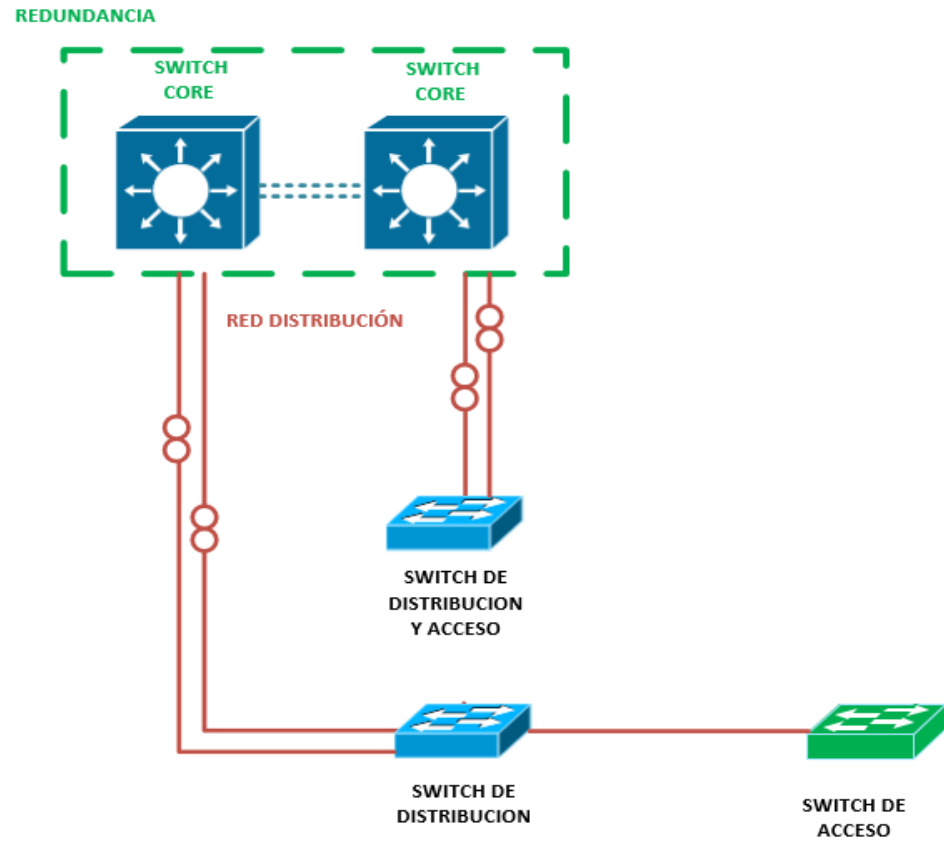 REDUNDANCIA
SWITCH
CORE
SWITCH
CORE
RED DISTRIBUCIÓN
SWITCH DE
DISTRIBUCION
Y ACCESO
SWITCH DE
DISTRIBUCION
SWITCH DE
ACCESO